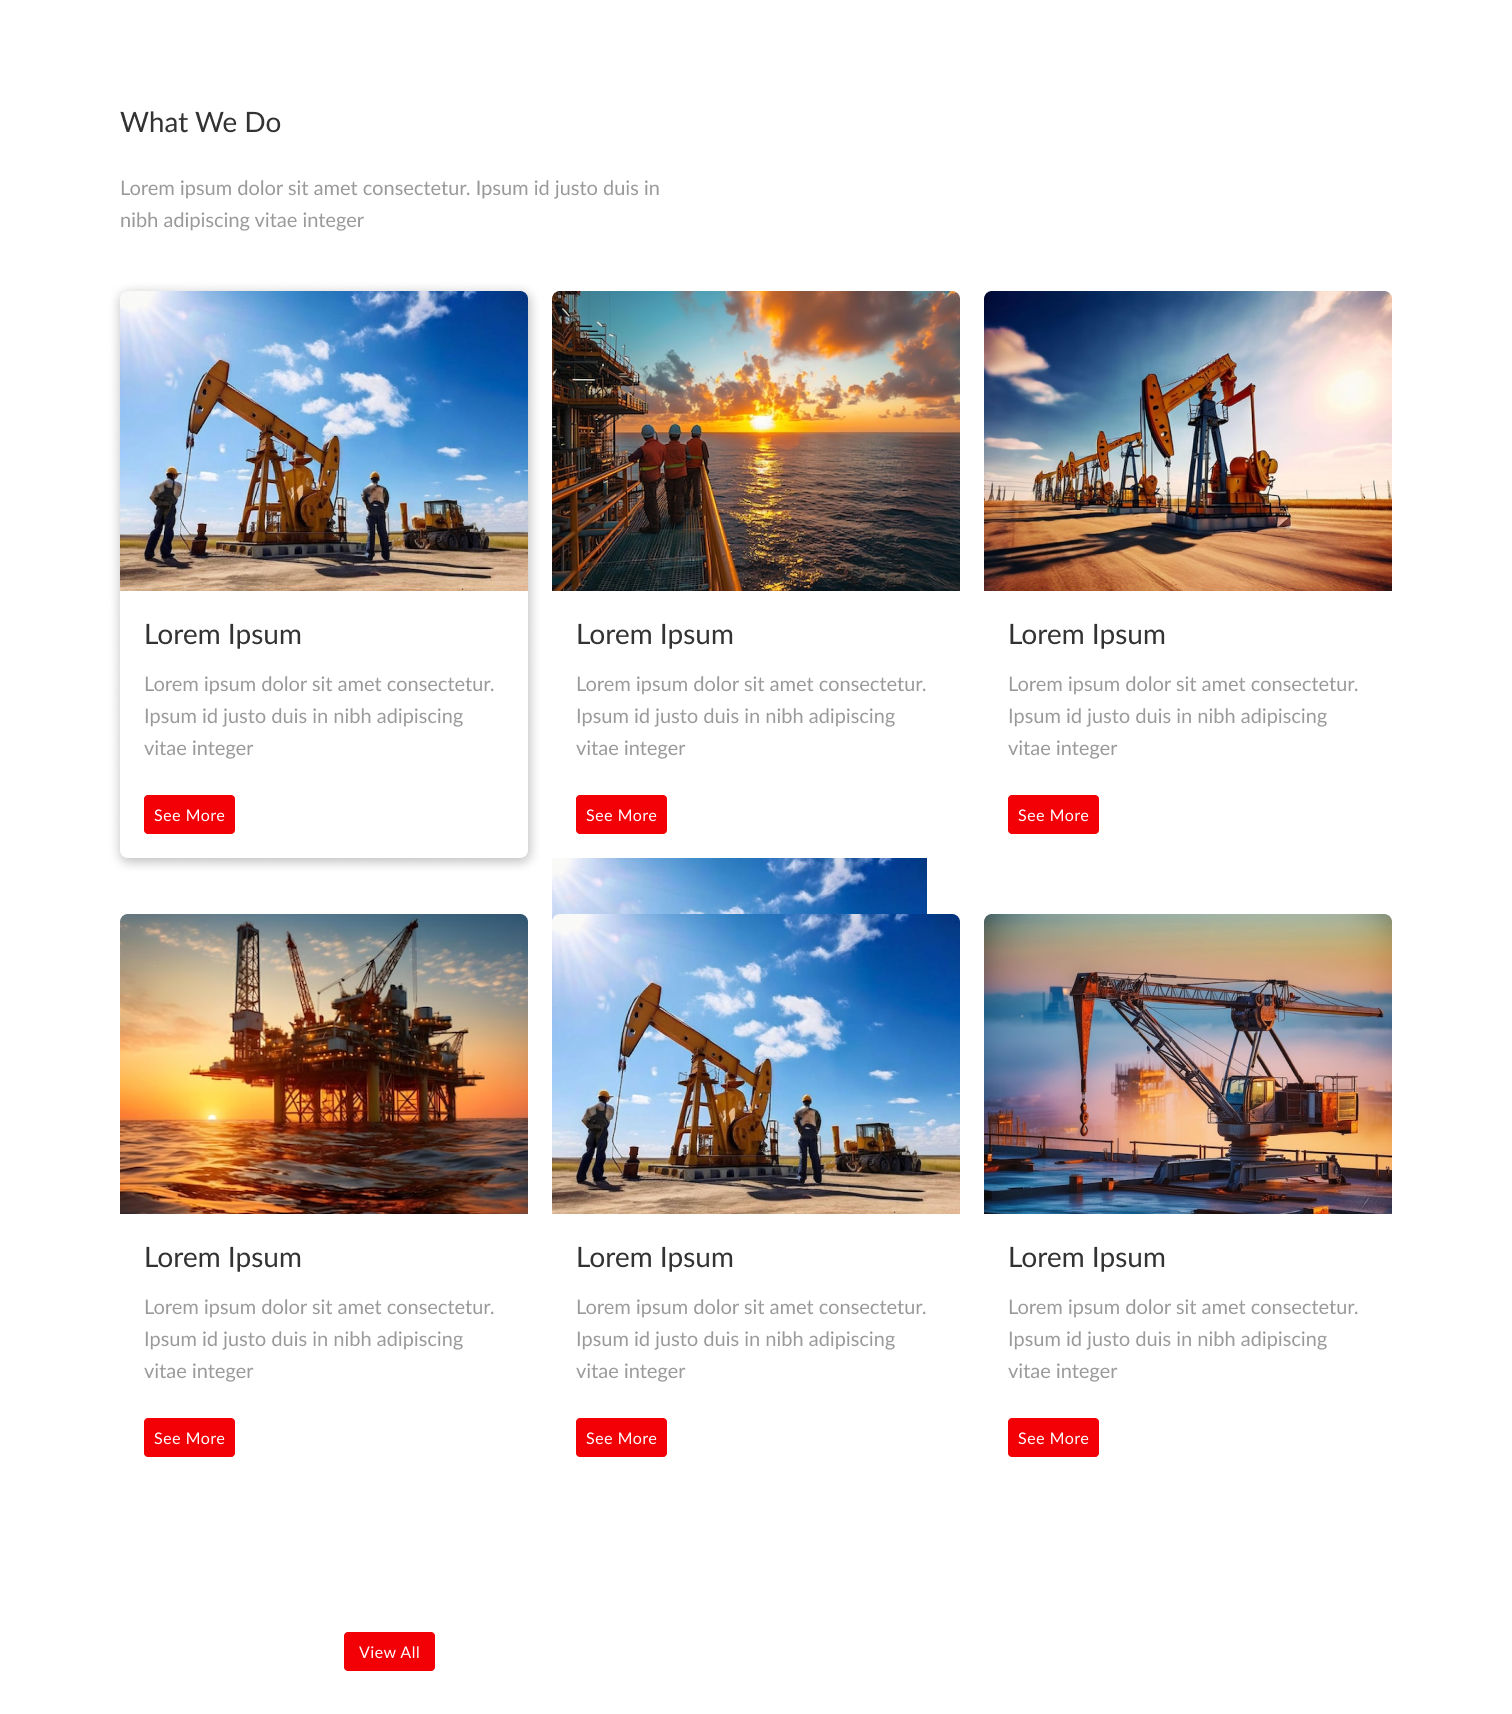 What We Do
Lorem ipsum dolor sit amet consectetur. Ipsum id justo duis in
nibh adipiscing vitae integer
Lorem Ipsum
Lorem ipsum dolor sit amet consectetur.
Ipsum id justo duis in nibh adipiscing
vitae integer
See More
Lorem Ipsum
Lorem ipsum dolor sit amet consectetur.
Ipsum id justo duis in nibh adipiscing
vitae integer
See More
Lorem Ipsum
Lorem ipsum dolor sit amet consectetur.
Ipsum id justo duis in nibh adipiscing
vitae integer
See More
Lorem Ipsum
Lorem ipsum dolor sit amet consectetur.
Ipsum id justo duis in nibh adipiscing
vitae integer
See More
Lorem Ipsum
Lorem ipsum dolor sit amet consectetur.
Ipsum id justo duis in nibh adipiscing
vitae integer
See More
Lorem Ipsum
Lorem ipsum dolor sit amet consectetur.
Ipsum id justo duis in nibh adipiscing
vitae integer
See More
View All